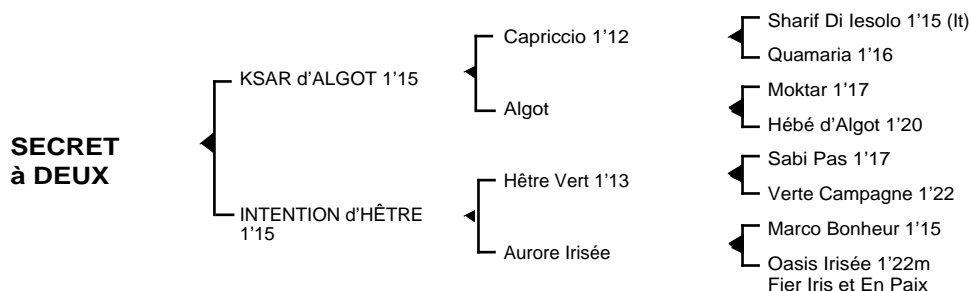 SECRET
à DEUX
KSAR d’ALGOT 1’15
INTENTION d’HÊTRE
1’15
Capriccio 1’12
Algot
Hêtre Vert 1’13
Aurore Irisée
Sharif Di Iesolo 1’15 (It)
Quamaria 1’16
Moktar 1’17
Hébé d’Algot 1’20
Sabi Pas 1’17
Verte Campagne 1’22
Marco Bonheur 1’15
Oasis Irisée 1’22m
Fier Iris et En Paix